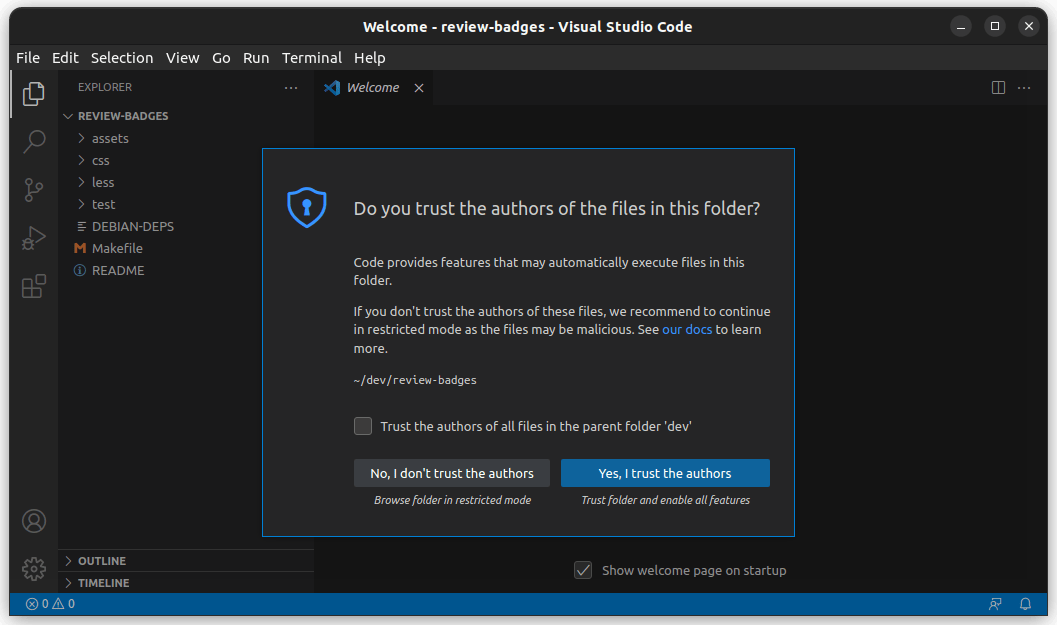 Welcome - review-badges - Visual Studio Code
File Edit Selection View Go Run Terminal Help
EXPLORER
Welcome
REVIEW-BADGES
assets
css
less
test
DEBIAN-DEPS
Makefile
README
Do you trust the authors of the files in this folder?
Code provides features that may automatically execute files in this
folder.
If you don't trust the authors of these files, we recommend to continue
in restricted mode as the files may be malicious. See our docs to learn
more.
~/dev/review-badges
Trust the authors of all files in the parent folder 'dev'
No, I don't trust the authors
Yes, I trust the authors
Browse folder in restricted mode
Trust folder and enable all features
OUTLINE
TIMELINE
Show welcome page on startup
0 0